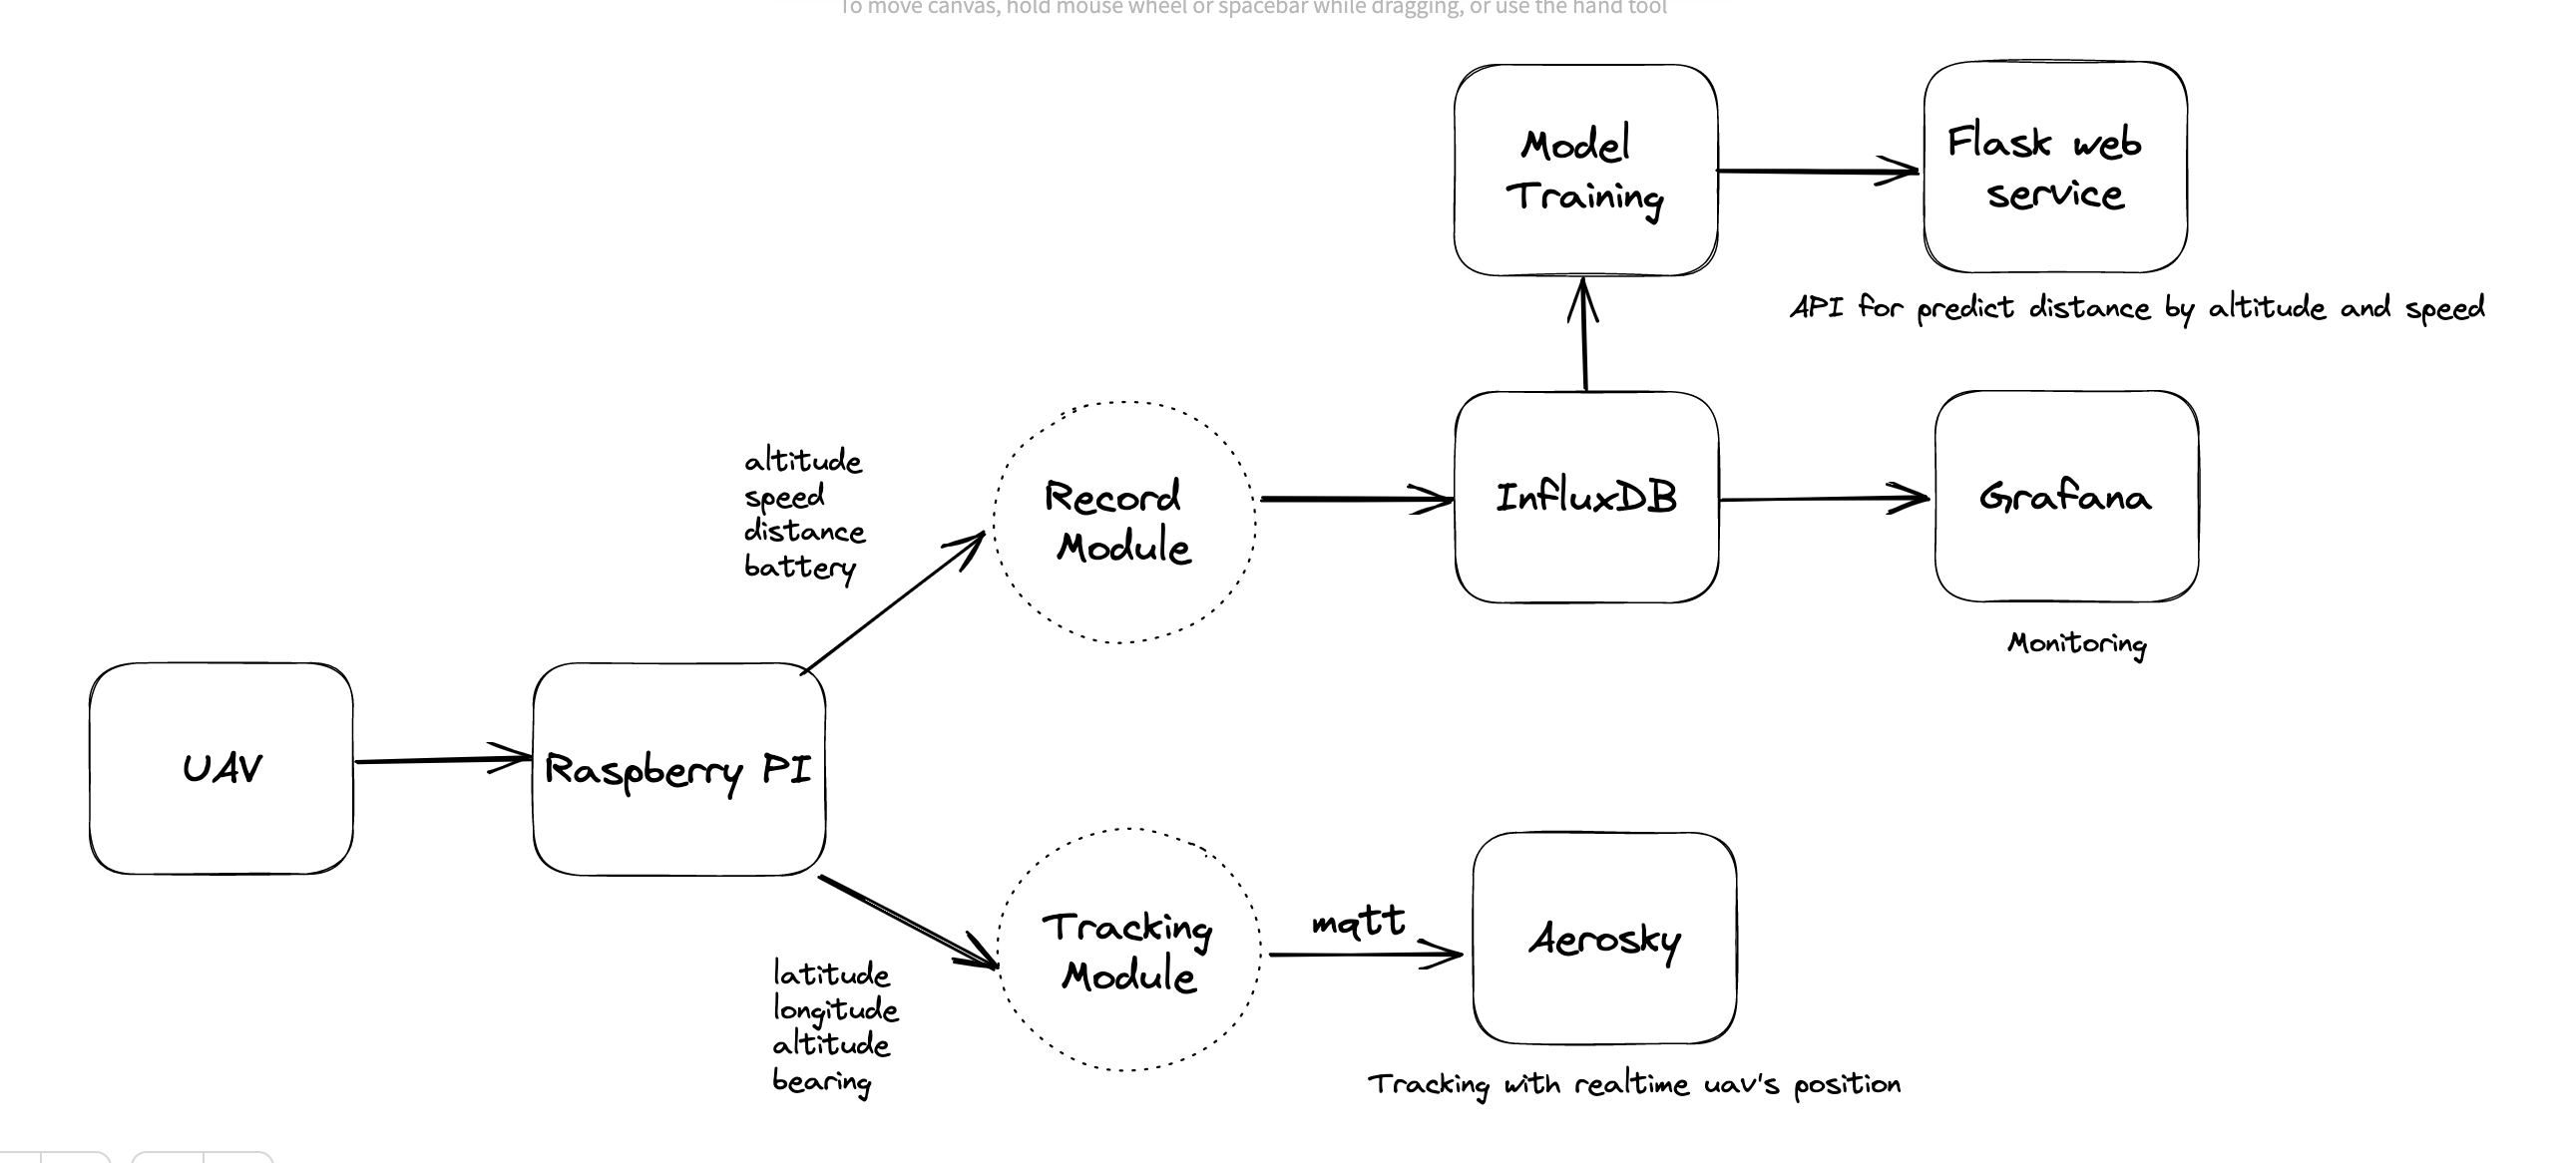 To move canvas, hold mouse wheel or spacebar while dragging, or use the hand tool
Model
Training
Flask web
service
API for predict distance by altitude and speed
altitude
speed
distance
battery
Record
Module
InfluxDB
Grafana
Monitoring
UAV
Raspberry PI
latitude
longitude
altitude
bearing
Tracking
Module
mqtt
Aerosky
Tracking with realtime uav's position